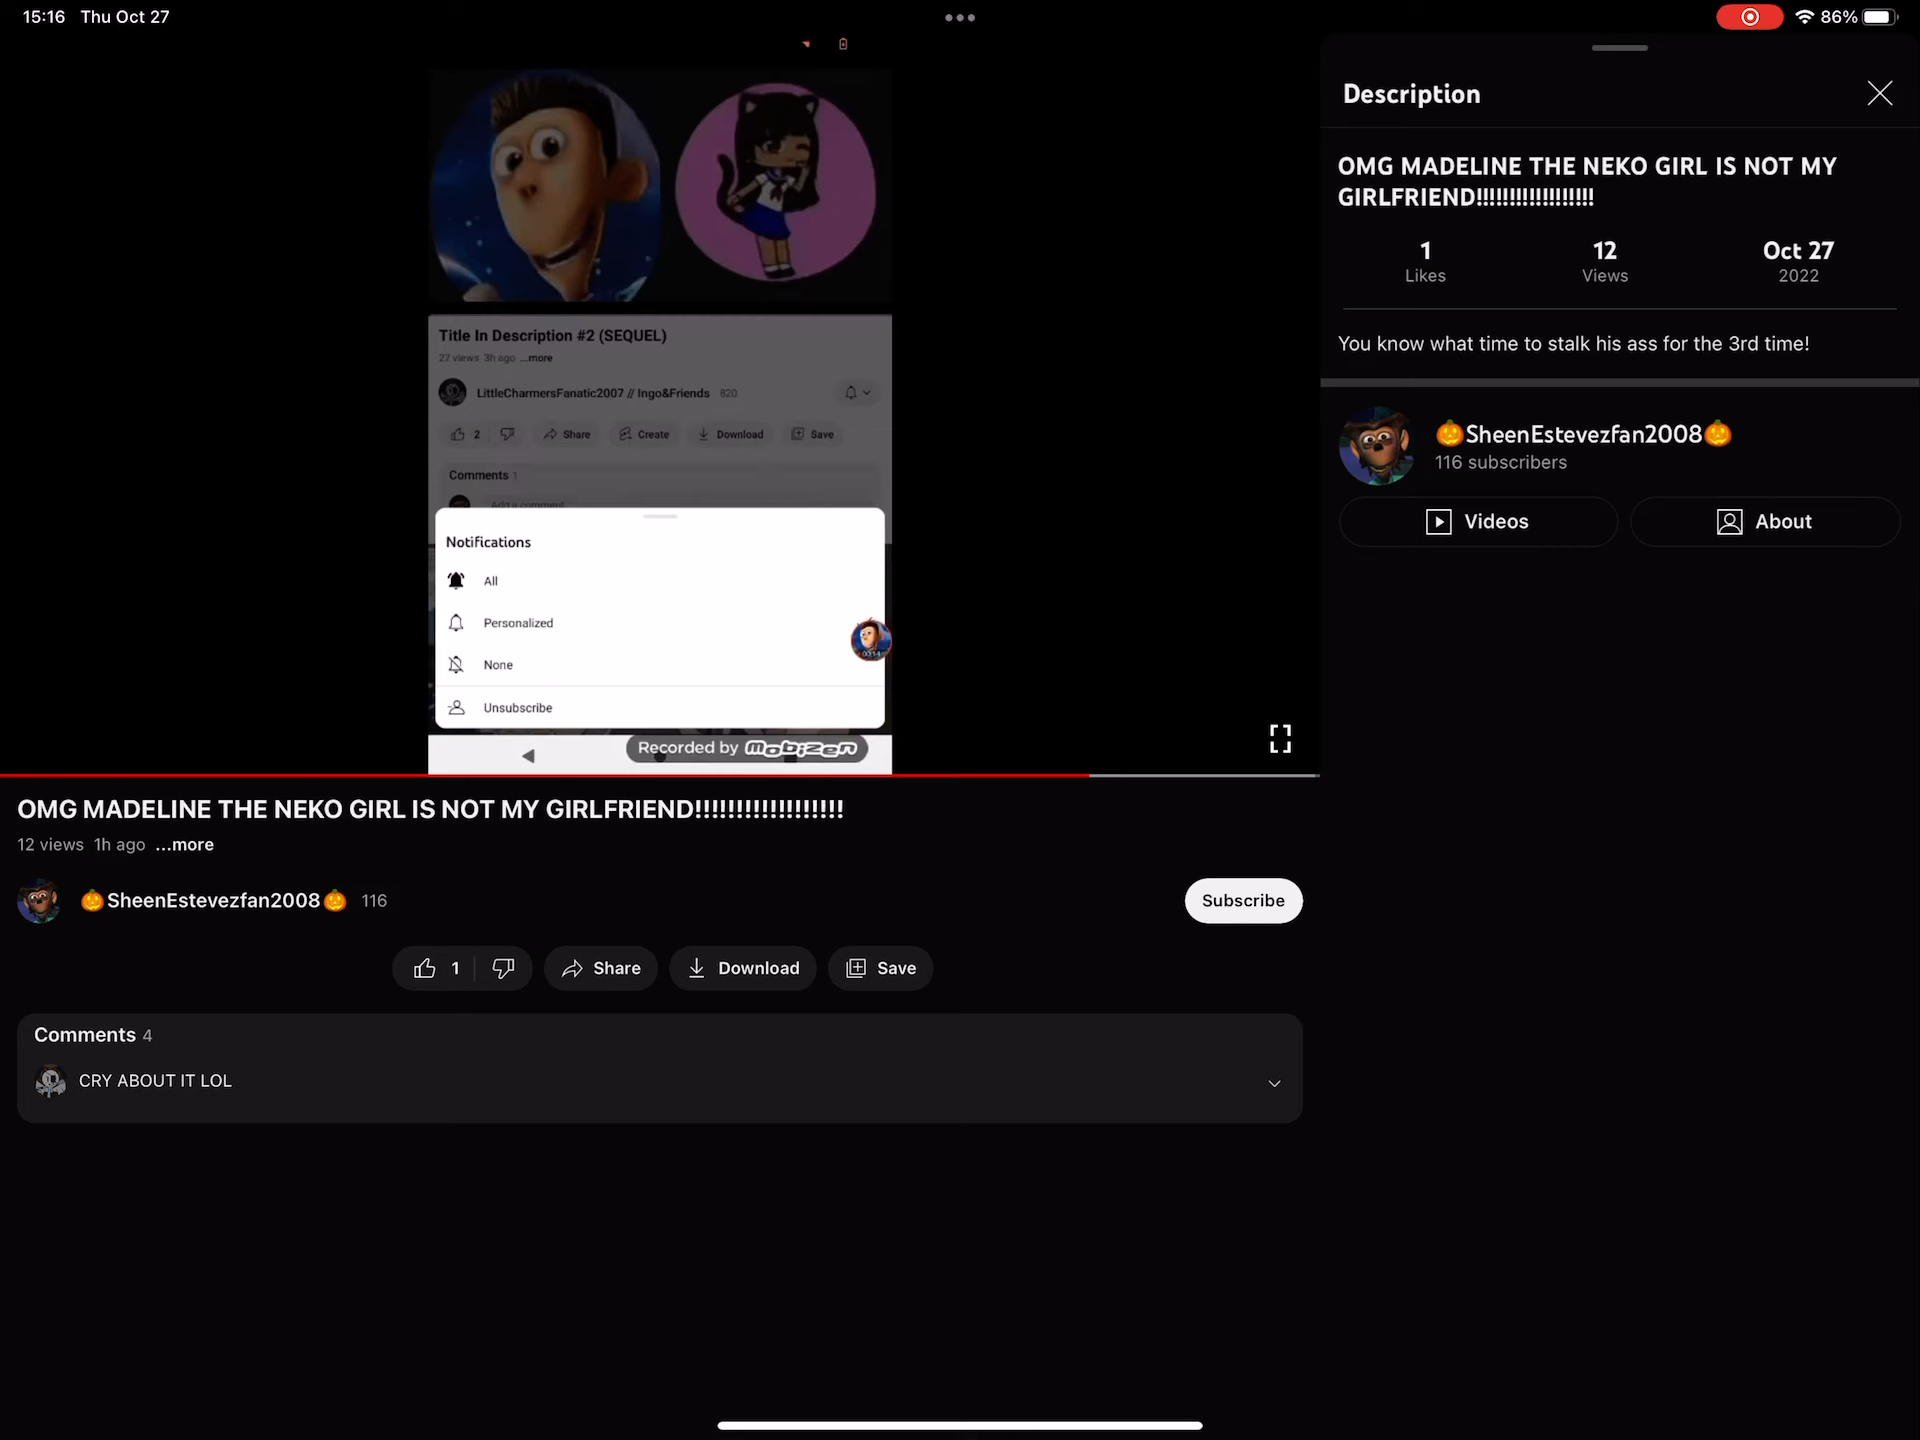 15:16 Thu Oct 27
86%
Title In Description #2 (SEQUEL)
27 views 3h ago ...more
LittleCharmersFanatic2007 // Ingo&Friends 820
2 Share Create Download Save
Comments 1
Add a comment...
Notifications
All
Personalized
None
00:14
Unsubscribe
Recorded by mobizen
OMG MADELINE THE NEKO GIRL IS NOT MY GIRLFRIEND!!!!!!!!!!!!!!!!!!
12 views 1h ago ...more
🎃SheenEstevezfan2008🎃 116
Subscribe
1 Share Download Save
Comments 4
CRY ABOUT IT LOL
Description
OMG MADELINE THE NEKO GIRL IS NOT MY
GIRLFRIEND!!!!!!!!!!!!!!!!!!
1 12 Oct 27
Likes Views 2022
You know what time to stalk his ass for the 3rd time!
🎃SheenEstevezfan2008🎃
116 subscribers
Videos About